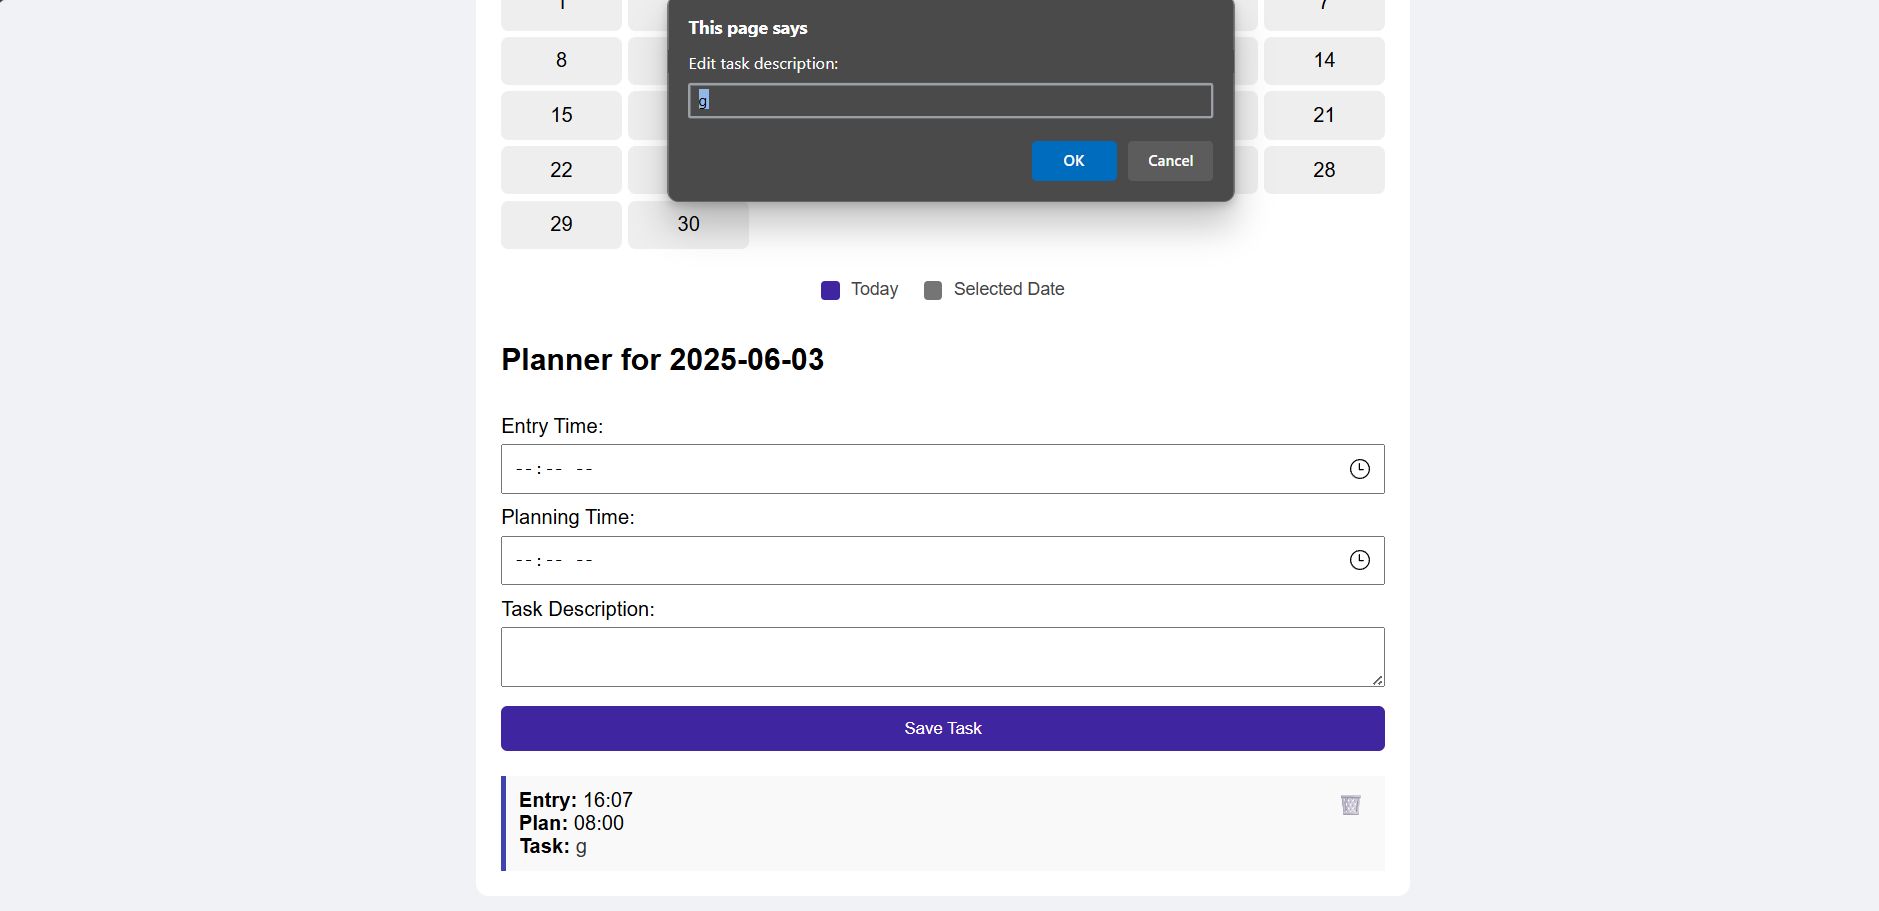 1 7
This page says
Edit task description:
g
OK Cancel
8 14
15 21
22 28
29 30
Today Selected Date
Planner for 2025-06-03
Entry Time:
--:-- --
Planning Time:
--:-- --
Task Description:
Save Task
Entry: 16:07
Plan: 08:00
Task: g